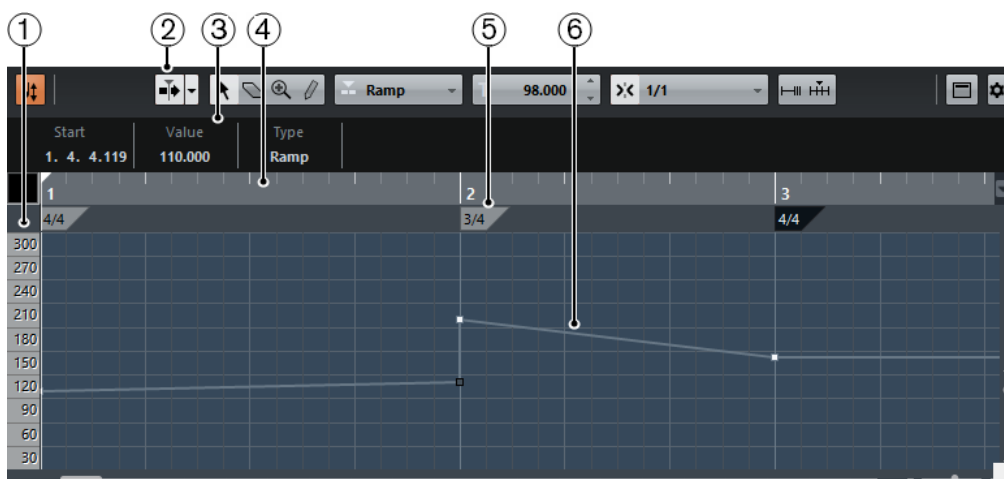 1 2 3 4 5 6
Ramp 98.000 1/1
Start Value Type
1. 4. 4.119 110.000 Ramp
1 2 3
4/4 3/4 4/4
300
270
240
210
180
150
120
90
60
30